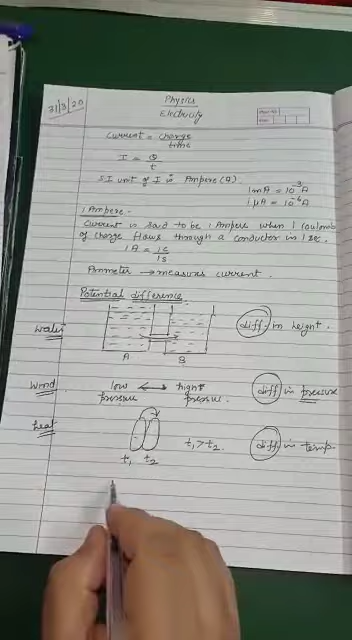 31/3/20
Physics
Electricity
Current = charge/time
I = Q/t
SI unit of I is Ampere (A).
1mA = 10⁻³A
1μA = 10⁻⁶A
1 Ampere-
Current is said to be 1 Ampere when 1 coulomb
of charge flows through a conductor in 1 sec.
1A = 1C/1s
Ammeter → measures current.
Potential difference
water
A B
diff. in height.
wind
low pressure ↔ high pressure.
diff in pressure
heat
t₁ t₂
t₁ > t₂
diff. in temp.